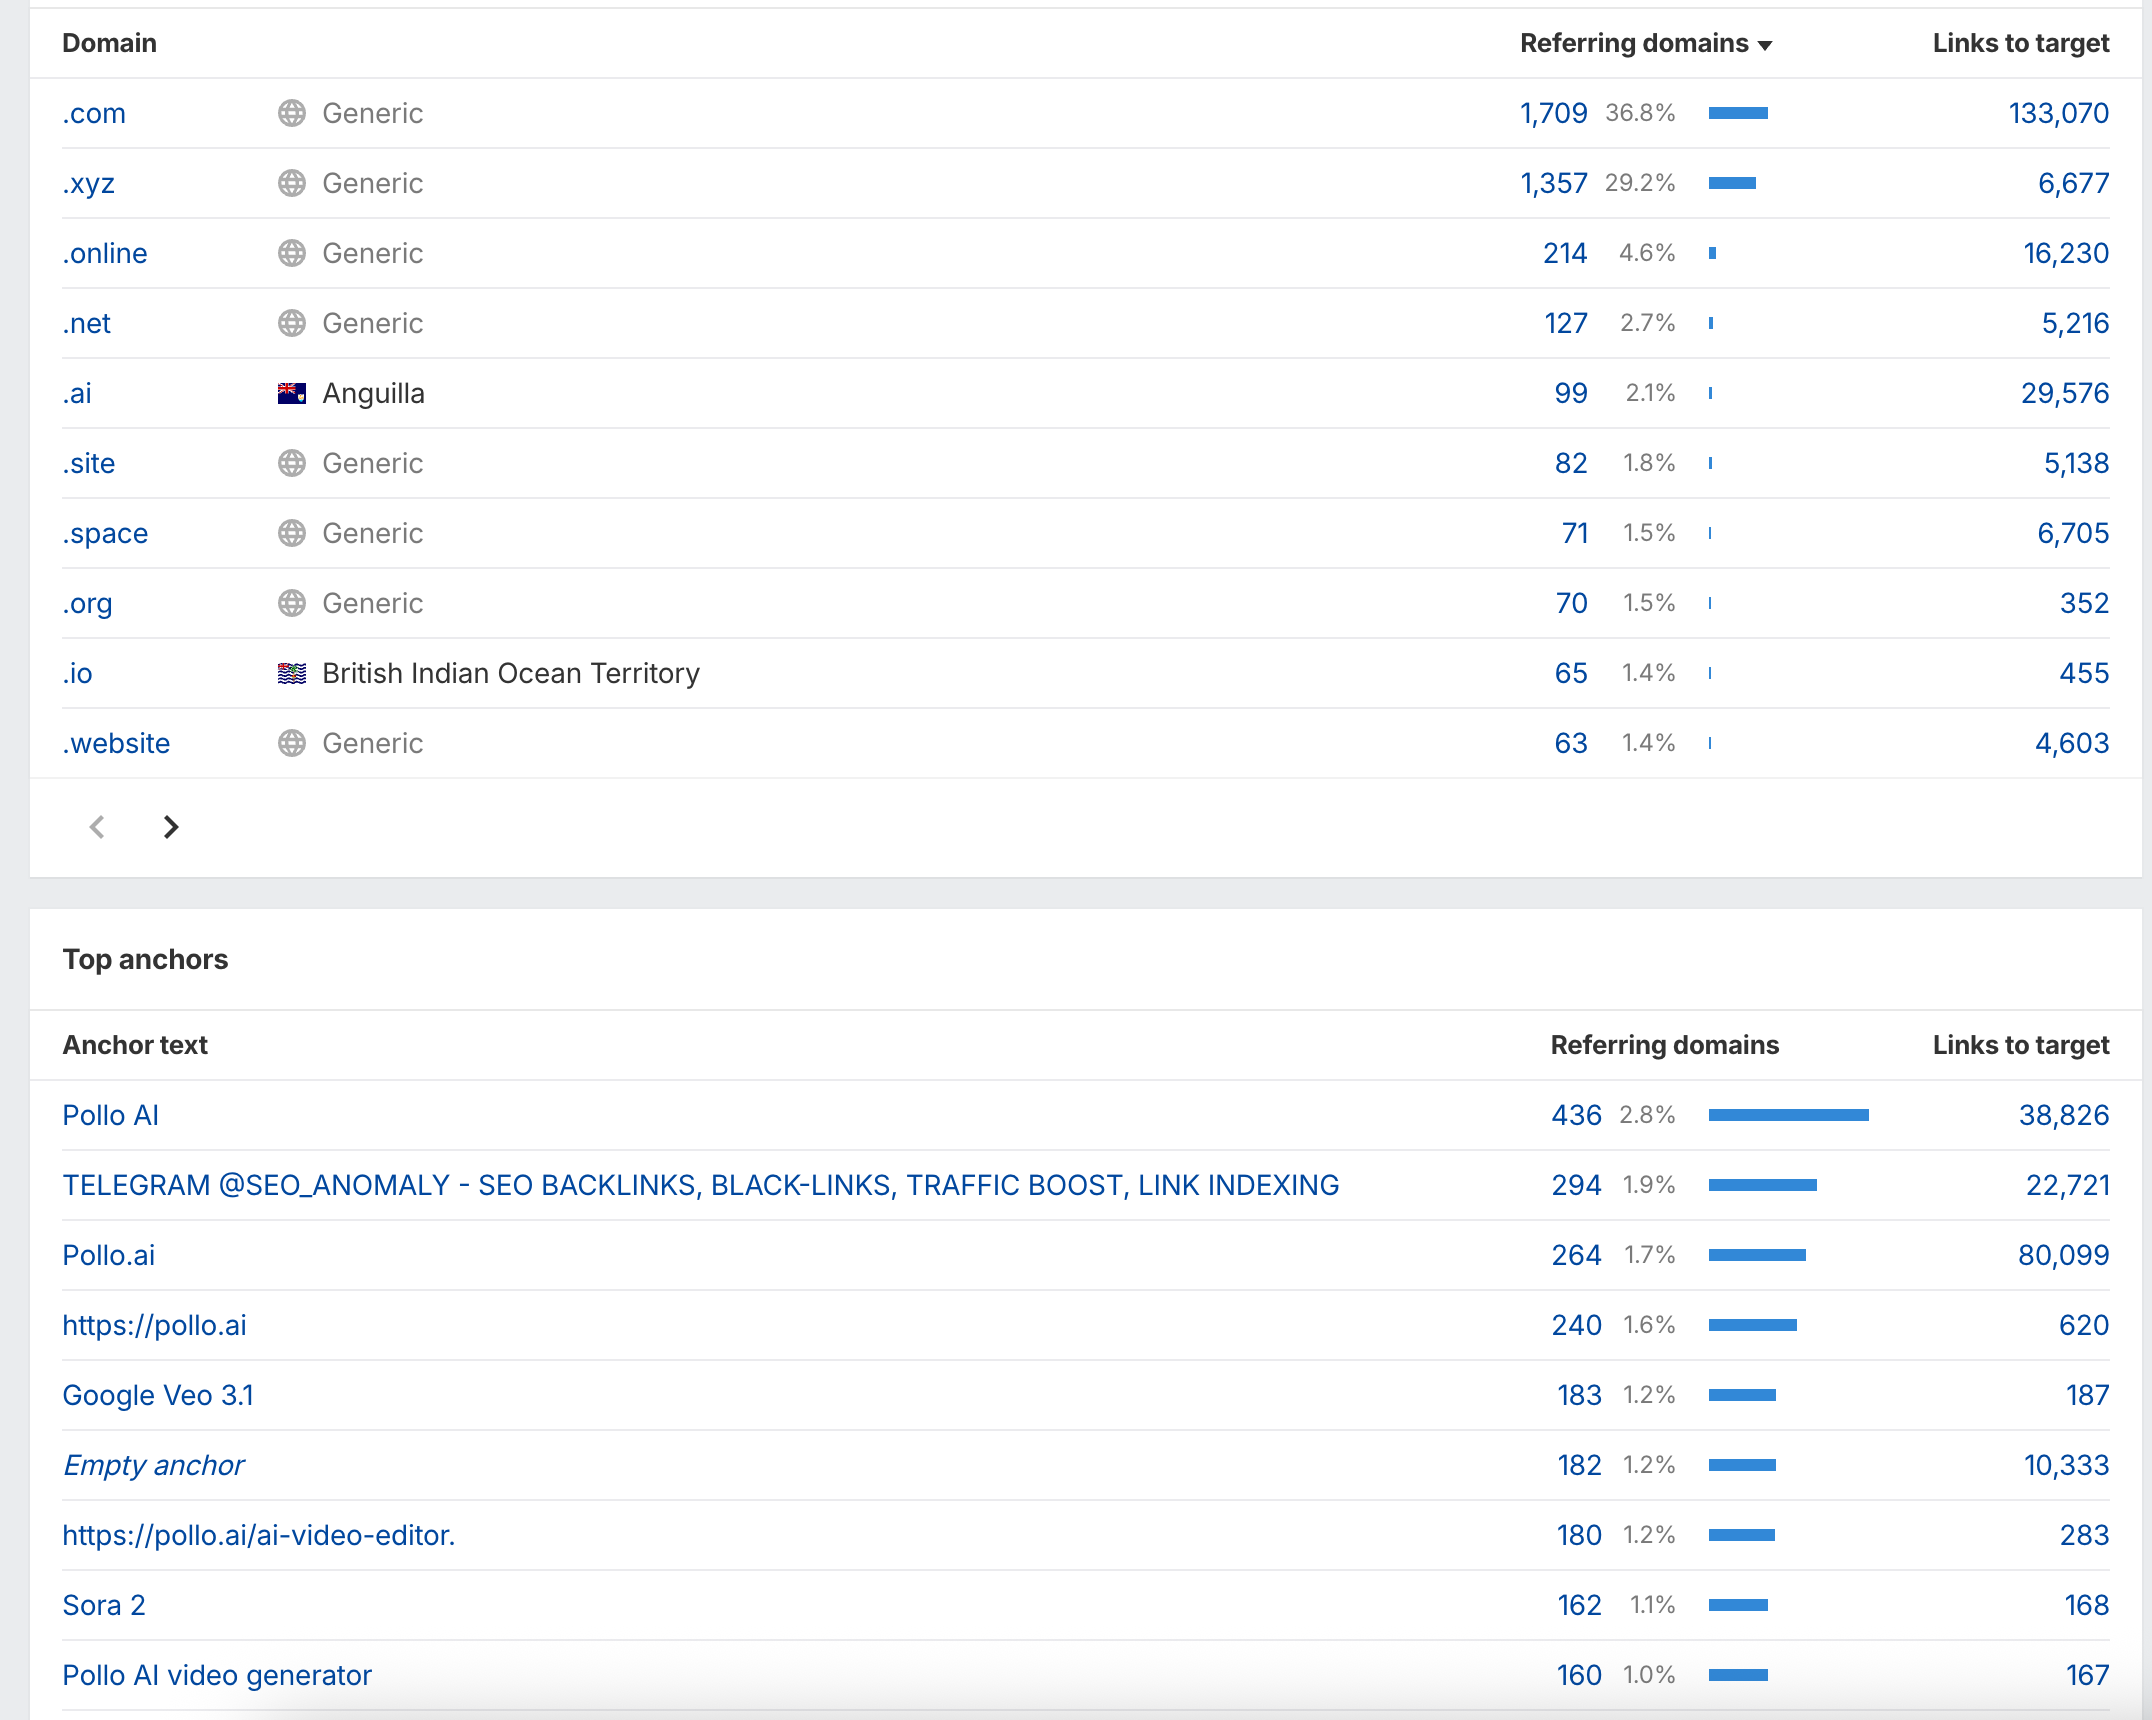 Domain Referring domains Links to target
.com Generic 1,709 36.8% 133,070
.xyz Generic 1,357 29.2% 6,677
.online Generic 214 4.6% 16,230
.net Generic 127 2.7% 5,216
.ai Anguilla 99 2.1% 29,576
.site Generic 82 1.8% 5,138
.space Generic 71 1.5% 6,705
.org Generic 70 1.5% 352
.io British Indian Ocean Territory 65 1.4% 455
.website Generic 63 1.4% 4,603
Top anchors
Anchor text Referring domains Links to target
Pollo AI 436 2.8% 38,826
TELEGRAM @SEO_ANOMALY - SEO BACKLINKS, BLACK-LINKS, TRAFFIC BOOST, LINK INDEXING 294 1.9% 22,721
Pollo.ai 264 1.7% 80,099
https://pollo.ai 240 1.6% 620
Google Veo 3.1 183 1.2% 187
Empty anchor 182 1.2% 10,333
https://pollo.ai/ai-video-editor. 180 1.2% 283
Sora 2 162 1.1% 168
Pollo AI video generator 160 1.0% 167